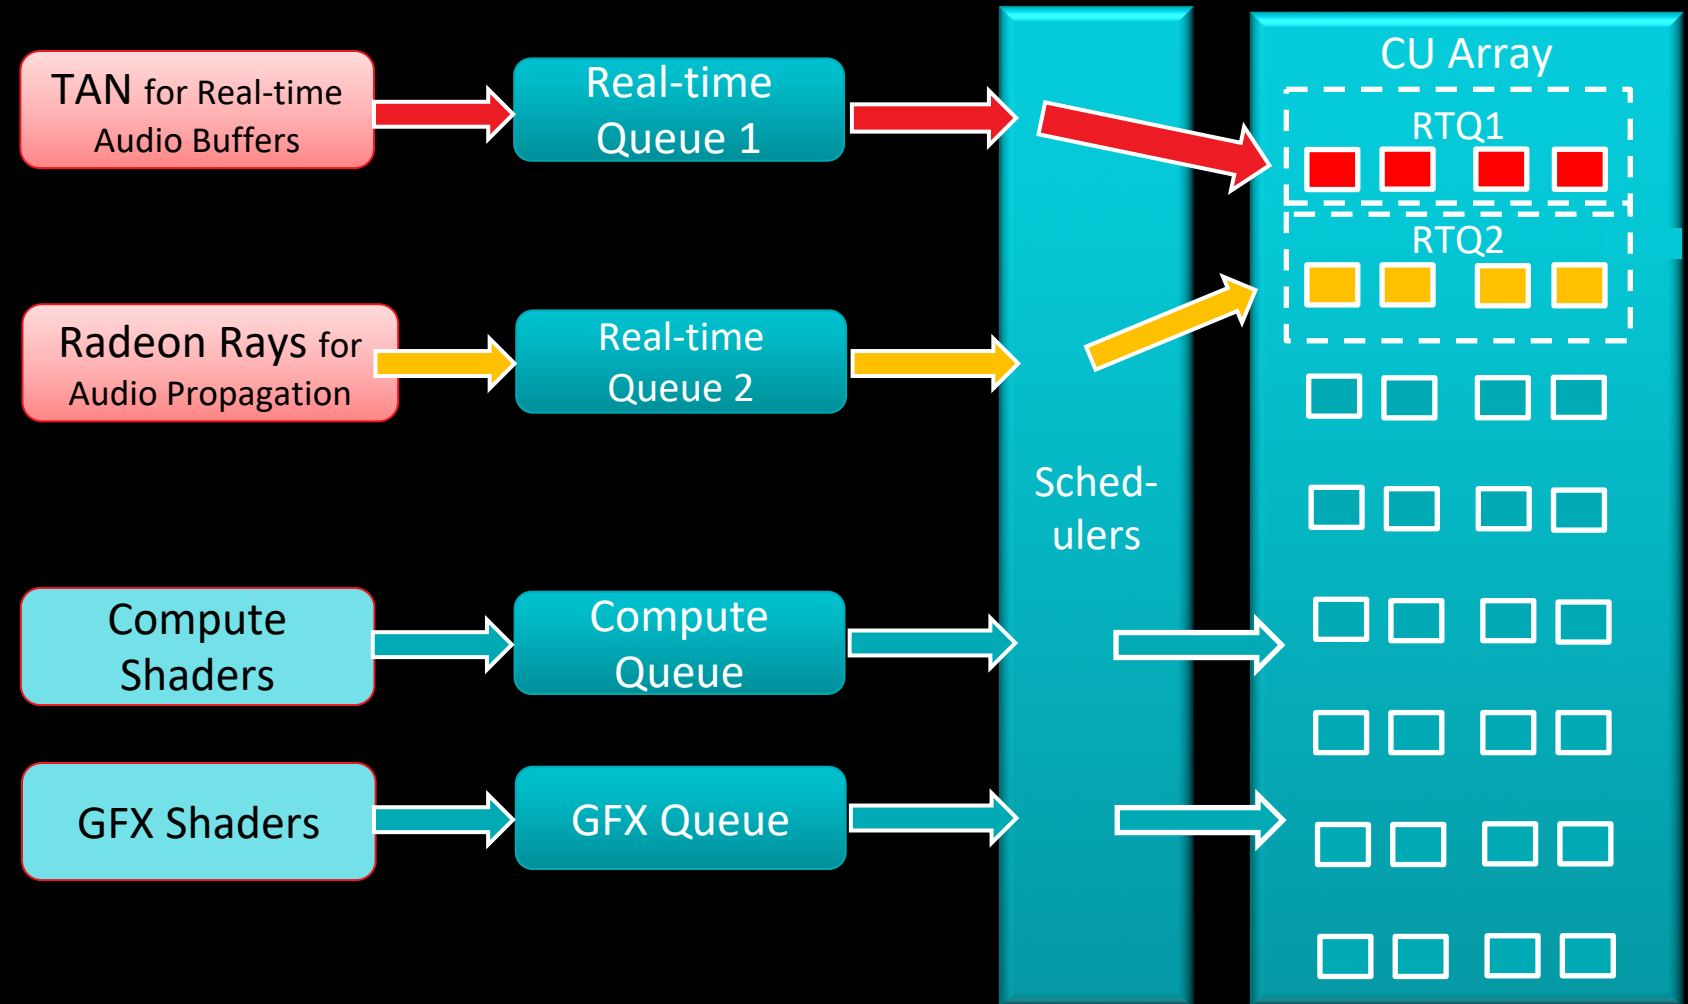 TAN for Real-time
Audio Buffers
Real-time
Queue 1
CU Array
RTQ1
RTQ2
Radeon Rays for
Audio Propagation
Real-time
Queue 2
Sched-
ulers
Compute
Shaders
Compute
Queue
GFX Shaders
GFX Queue